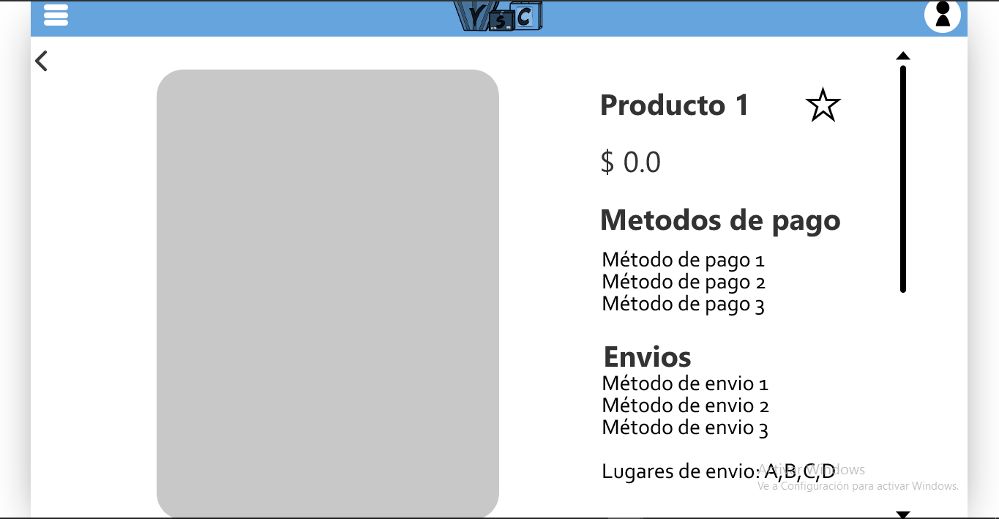 VSC
Producto 1
$ 0.0
Metodos de pago
Método de pago 1
Método de pago 2
Método de pago 3
Envios
Método de envio 1
Método de envio 2
Método de envio 3
Lugares de envio: A,B,C,D
Activar Windows
Ve a Configuración para activar Windows.